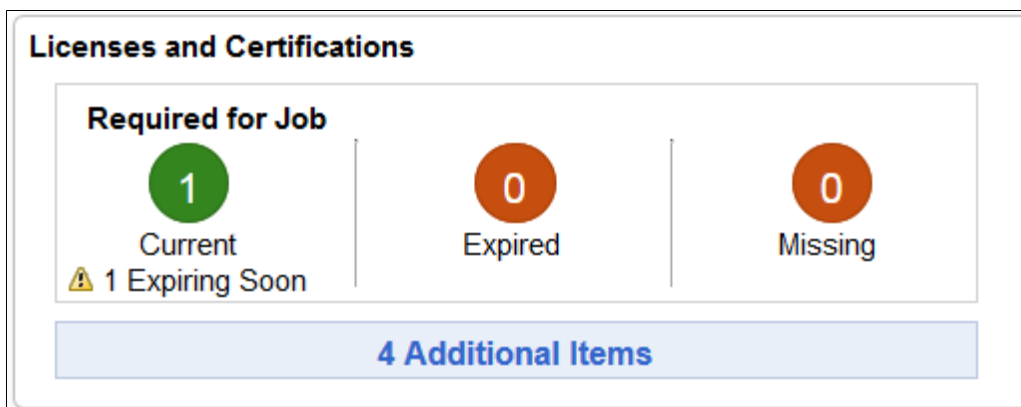 Licenses and Certifications
Required for Job
1
0
0
Current
Expired
Missing
1 Expiring Soon
4 Additional Items